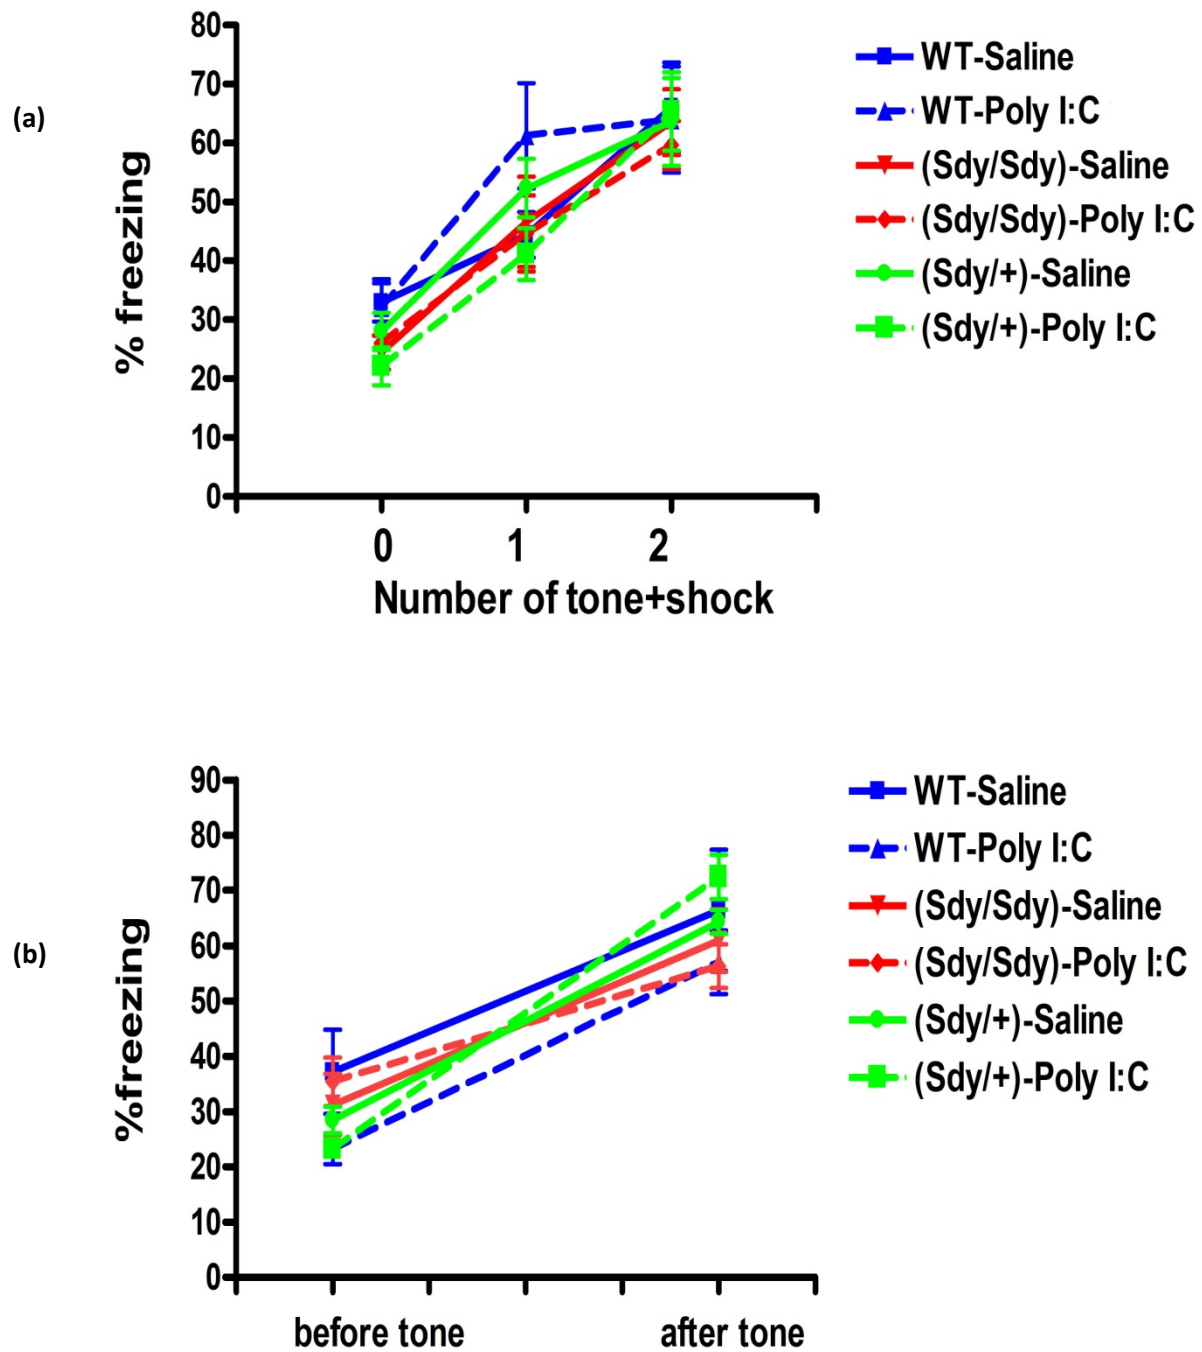 (a)
% freezing
80
70
60
50
40
30
20
10
0
0 1 2
Number of tone+shock
WT-Saline
WT-Poly I:C
(Sdy/Sdy)-Saline
(Sdy/Sdy)-Poly I:C
(Sdy/+)-Saline
(Sdy/+)-Poly I:C
(b)
%freezing
90
80
70
60
50
40
30
20
10
0
before tone after tone
WT-Saline
WT-Poly I:C
(Sdy/Sdy)-Saline
(Sdy/Sdy)-Poly I:C
(Sdy/+)-Saline
(Sdy/+)-Poly I:C